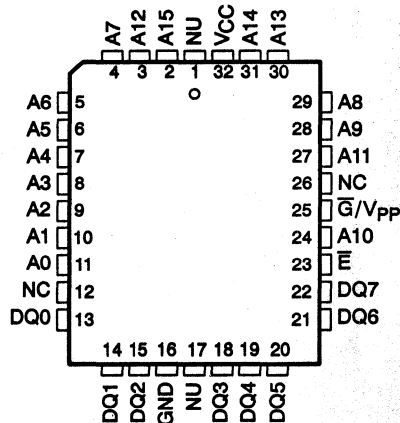 A7 A12 A15 NU VCC A14 A13
4 3 2 1 32 31 30
A6 5 29 A8
A5 6 28 A9
A4 7 27 A11
A3 8 26 NC
A2 9 25 G̅/VPP
A1 10 24 A10
A0 11 23 E̅
NC 12 22 DQ7
DQ0 13 21 DQ6
14 15 16 17 18 19 20
DQ1 DQ2 GND NU DQ3 DQ4 DQ5